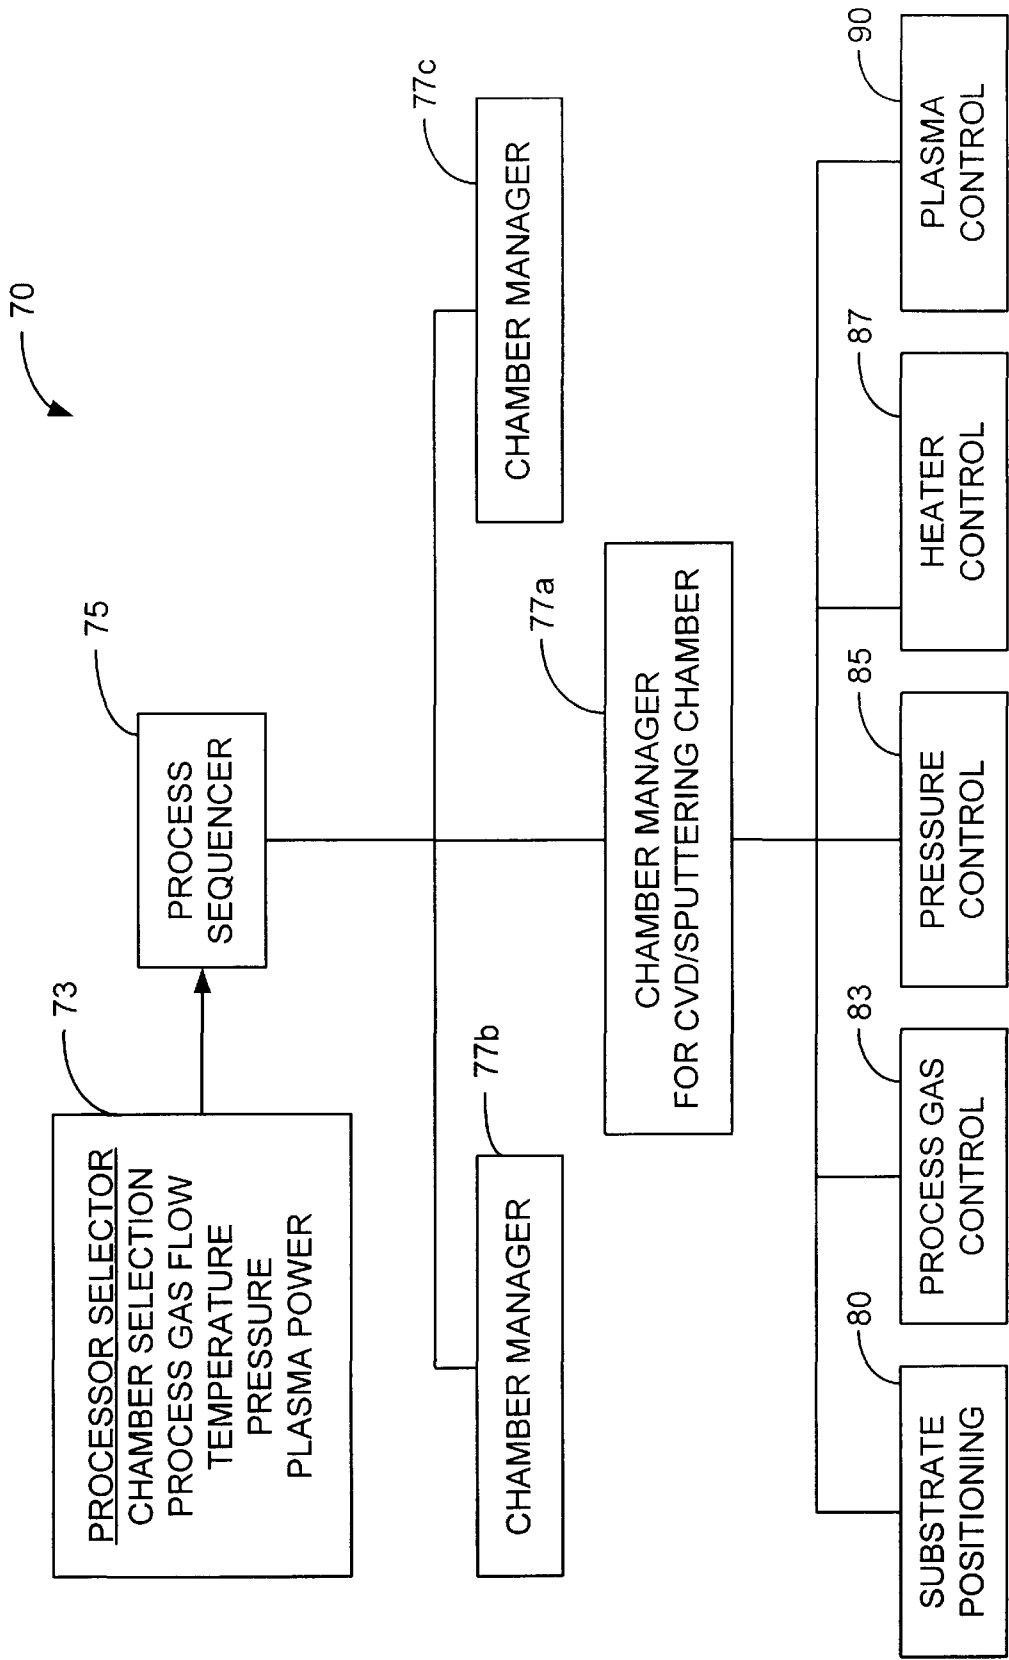 70
73
PROCESSOR SELECTOR
CHAMBER SELECTION
PROCESS GAS FLOW
TEMPERATURE
PRESSURE
PLASMA POWER
75
PROCESS
SEQUENCER
77b
CHAMBER MANAGER
77c
CHAMBER MANAGER
77a
CHAMBER MANAGER
FOR CVD/SPUTTERING CHAMBER
80
SUBSTRATE
POSITIONING
83
PROCESS GAS
CONTROL
85
PRESSURE
CONTROL
87
HEATER
CONTROL
90
PLASMA
CONTROL